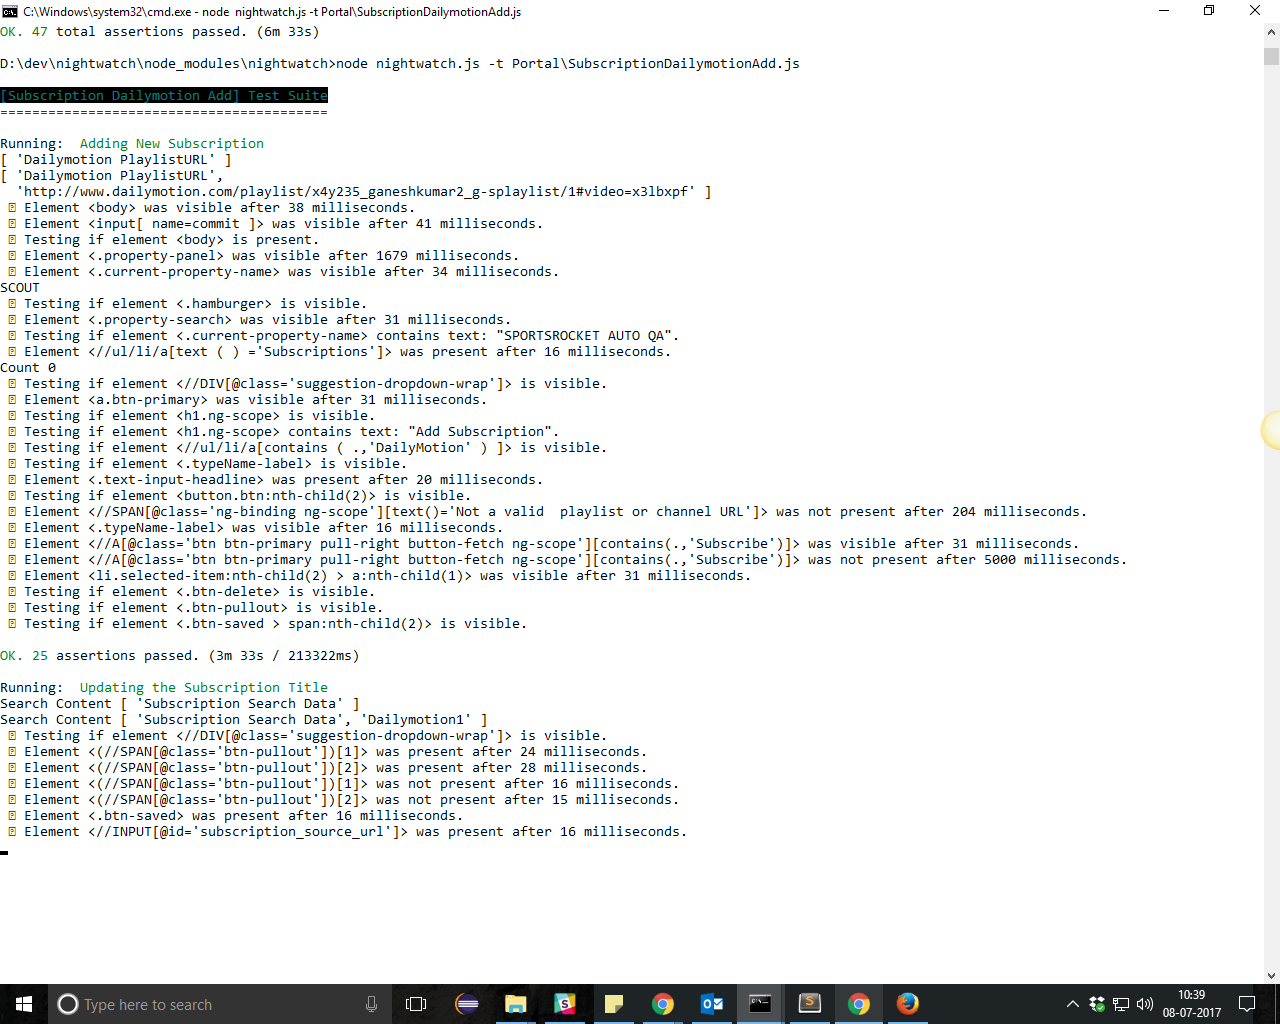 C:\Windows\system32\cmd.exe - node  nightwatch.js -t Portal\SubscriptionDailymotionAdd.js
OK. 47 total assertions passed. (6m 33s)
D:\dev\nightwatch\node_modules\nightwatch>node nightwatch.js -t Portal\SubscriptionDailymotionAdd.js
[Subscription Dailymotion Add] Test Suite
=========================================
Running:  Adding New Subscription
[ 'Dailymotion PlaylistURL' ]
[ 'Dailymotion PlaylistURL',
'http://www.dailymotion.com/playlist/x4y235_ganeshkumar2_g-splaylist/1#video=x3lbxpf' ]
Element <body> was visible after 38 milliseconds.
Element <input[ name=commit ]> was visible after 41 milliseconds.
Testing if element <body> is present.
Element <.property-panel> was visible after 1679 milliseconds.
Element <.current-property-name> was visible after 34 milliseconds.
SCOUT
Testing if element <.hamburger> is visible.
Element <.property-search> was visible after 31 milliseconds.
Testing if element <.current-property-name> contains text: "SPORTSROCKET AUTO QA".
Element <//ul/li/a[text ( ) ='Subscriptions']> was present after 16 milliseconds.
Count 0
Testing if element <//DIV[@class='suggestion-dropdown-wrap']> is visible.
Element <a.btn-primary> was visible after 31 milliseconds.
Testing if element <h1.ng-scope> is visible.
Testing if element <h1.ng-scope> contains text: "Add Subscription".
Testing if element <//ul/li/a[contains ( .,'DailyMotion' ) ]> is visible.
Testing if element <.typeName-label> is visible.
Element <.text-input-headline> was present after 20 milliseconds.
Testing if element <button.btn:nth-child(2)> is visible.
Element <//SPAN[@class='ng-binding ng-scope'][text()='Not a valid  playlist or channel URL']> was not present after 204 milliseconds.
Element <.typeName-label> was visible after 16 milliseconds.
Element <//A[@class='btn btn-primary pull-right button-fetch ng-scope'][contains(.,'Subscribe')]> was visible after 31 milliseconds.
Element <//A[@class='btn btn-primary pull-right button-fetch ng-scope'][contains(.,'Subscribe')]> was not present after 5000 milliseconds.
Element <li.selected-item:nth-child(2) > a:nth-child(1)> was visible after 31 milliseconds.
Testing if element <.btn-delete> is visible.
Testing if element <.btn-pullout> is visible.
Testing if element <.btn-saved > span:nth-child(2)> is visible.
OK. 25 assertions passed. (3m 33s / 213322ms)
Running:  Updating the Subscription Title
Search Content [ 'Subscription Search Data' ]
Search Content [ 'Subscription Search Data', 'Dailymotion1' ]
Testing if element <//DIV[@class='suggestion-dropdown-wrap']> is visible.
Element <(//SPAN[@class='btn-pullout'])[1]> was present after 24 milliseconds.
Element <(//SPAN[@class='btn-pullout'])[2]> was present after 28 milliseconds.
Element <(//SPAN[@class='btn-pullout'])[1]> was not present after 16 milliseconds.
Element <(//SPAN[@class='btn-pullout'])[2]> was not present after 15 milliseconds.
Element <.btn-saved> was present after 16 milliseconds.
Element <//INPUT[@id='subscription_source_url']> was present after 16 milliseconds.
Type here to search
10:39
08-07-2017